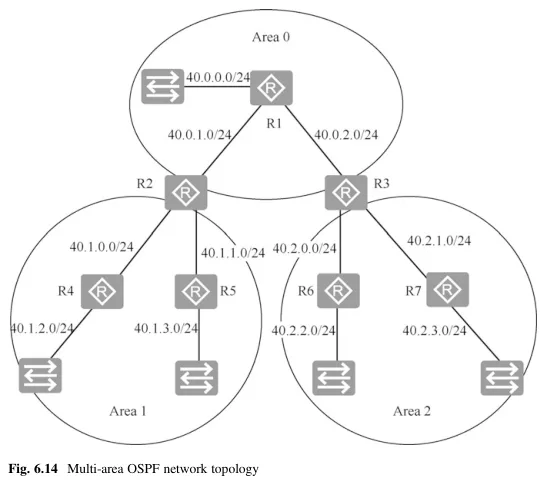 Area 0
40.0.0.0/24
R
R1
40.0.1.0/24
40.0.2.0/24
R2
R
R
R3
40.1.0.0/24
40.1.1.0/24
40.2.0.0/24
40.2.1.0/24
R4
R
R
R5
R6
R
R7
R
40.1.2.0/24
40.1.3.0/24
40.2.2.0/24
40.2.3.0/24
Area 1
Area 2
Fig. 6.14 Multi-area OSPF network topology